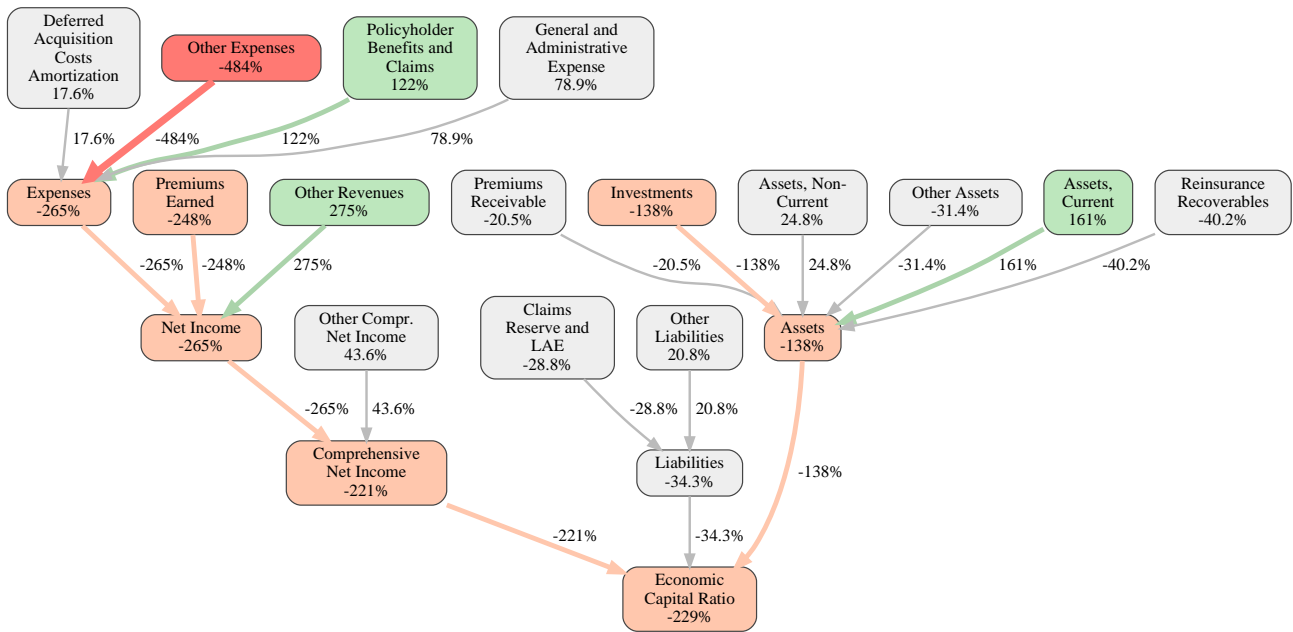 Deferred
Acquisition
Costs
Amortization
17.6%
Other Expenses
-484%
Policyholder
Benefits and
Claims
122%
General and
Administrative
Expense
78.9%
17.6%
-484%
122%
78.9%
Expenses
-265%
Premiums
Earned
-248%
Other Revenues
275%
Premiums
Receivable
-20.5%
Investments
-138%
Assets, Non-
Current
24.8%
Other Assets
-31.4%
Assets,
Current
161%
Reinsurance
Recoverables
-40.2%
-265%
-248%
275%
-20.5%
-138%
24.8%
-31.4%
161%
-40.2%
Net Income
-265%
Other Compr.
Net Income
43.6%
Claims
Reserve and
LAE
-28.8%
Other
Liabilities
20.8%
Assets
-138%
-265%
43.6%
-28.8%
20.8%
Comprehensive
Net Income
-221%
Liabilities
-34.3%
-138%
-221%
-34.3%
Economic
Capital Ratio
-229%